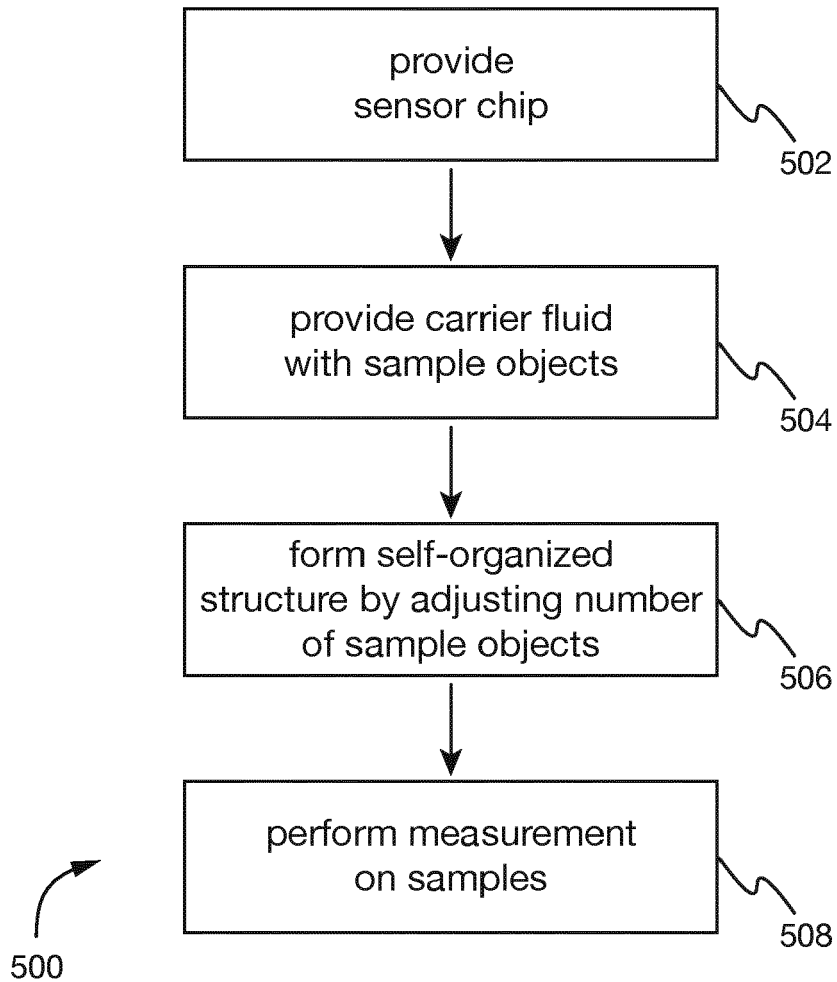 provide
sensor chip
502
provide carrier fluid
with sample objects
504
form self-organized
structure by adjusting number
of sample objects
506
perform measurement
on samples
508
500